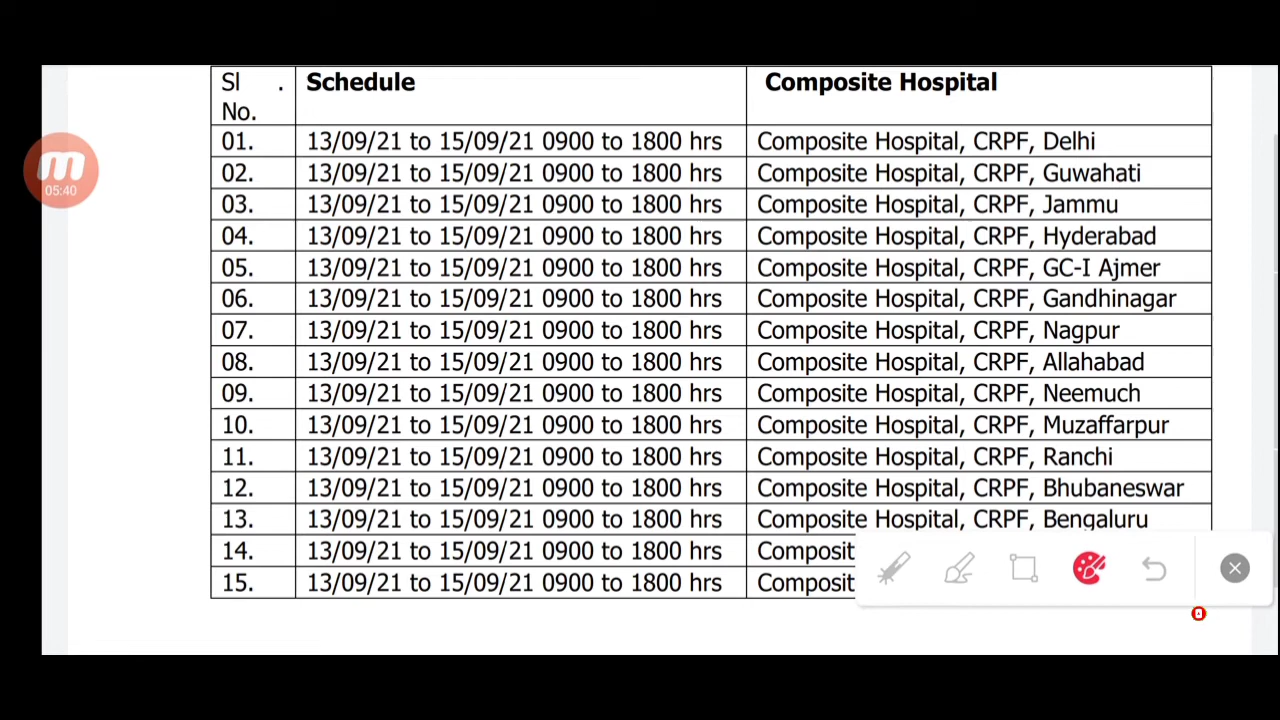 Sl . Schedule Composite Hospital
No.
01. 13/09/21 to 15/09/21 0900 to 1800 hrs Composite Hospital, CRPF, Delhi
02. 13/09/21 to 15/09/21 0900 to 1800 hrs Composite Hospital, CRPF, Guwahati
03. 13/09/21 to 15/09/21 0900 to 1800 hrs Composite Hospital, CRPF, Jammu
04. 13/09/21 to 15/09/21 0900 to 1800 hrs Composite Hospital, CRPF, Hyderabad
05. 13/09/21 to 15/09/21 0900 to 1800 hrs Composite Hospital, CRPF, GC-I Ajmer
06. 13/09/21 to 15/09/21 0900 to 1800 hrs Composite Hospital, CRPF, Gandhinagar
07. 13/09/21 to 15/09/21 0900 to 1800 hrs Composite Hospital, CRPF, Nagpur
08. 13/09/21 to 15/09/21 0900 to 1800 hrs Composite Hospital, CRPF, Allahabad
09. 13/09/21 to 15/09/21 0900 to 1800 hrs Composite Hospital, CRPF, Neemuch
10. 13/09/21 to 15/09/21 0900 to 1800 hrs Composite Hospital, CRPF, Muzaffarpur
11. 13/09/21 to 15/09/21 0900 to 1800 hrs Composite Hospital, CRPF, Ranchi
12. 13/09/21 to 15/09/21 0900 to 1800 hrs Composite Hospital, CRPF, Bhubaneswar
13. 13/09/21 to 15/09/21 0900 to 1800 hrs Composite Hospital, CRPF, Bengaluru
14. 13/09/21 to 15/09/21 0900 to 1800 hrs Composit
15. 13/09/21 to 15/09/21 0900 to 1800 hrs Composit
05:40